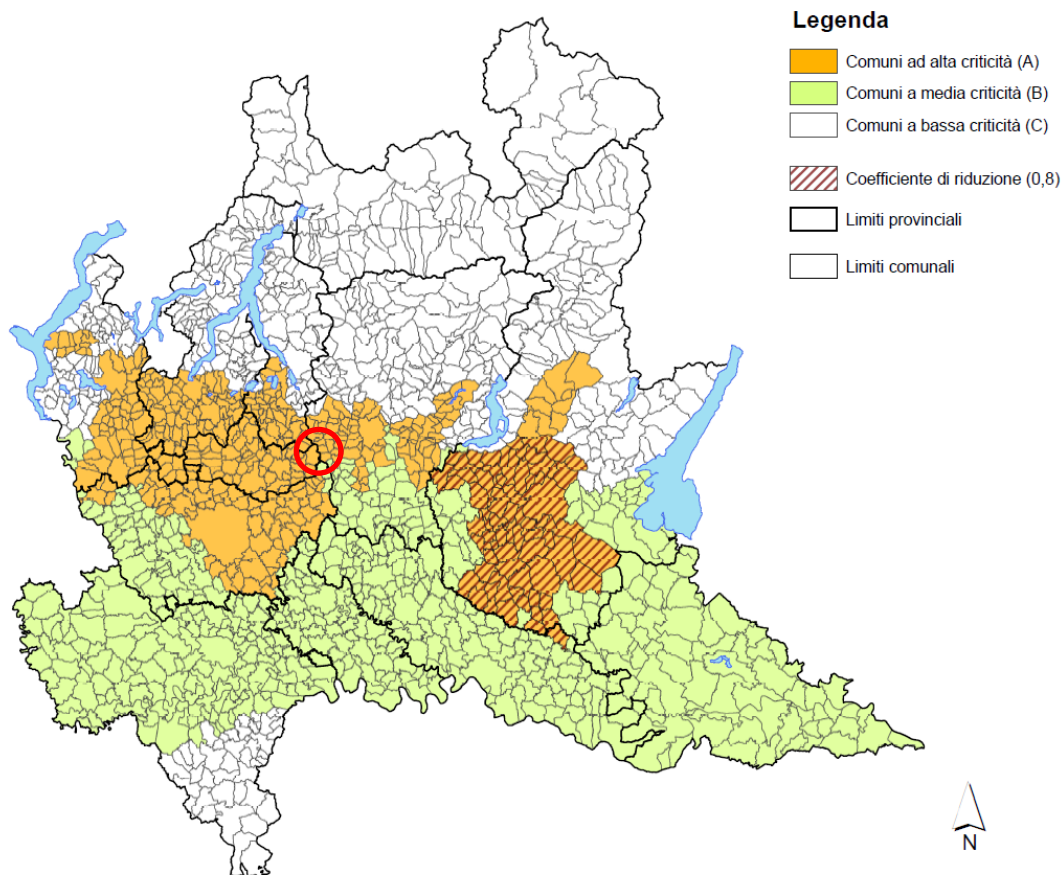 Legenda
Comuni ad alta criticità (A)
Comuni a media criticità (B)
Comuni a bassa criticità (C)
Coefficiente di riduzione (0,8)
Limiti provinciali
Limiti comunali
N